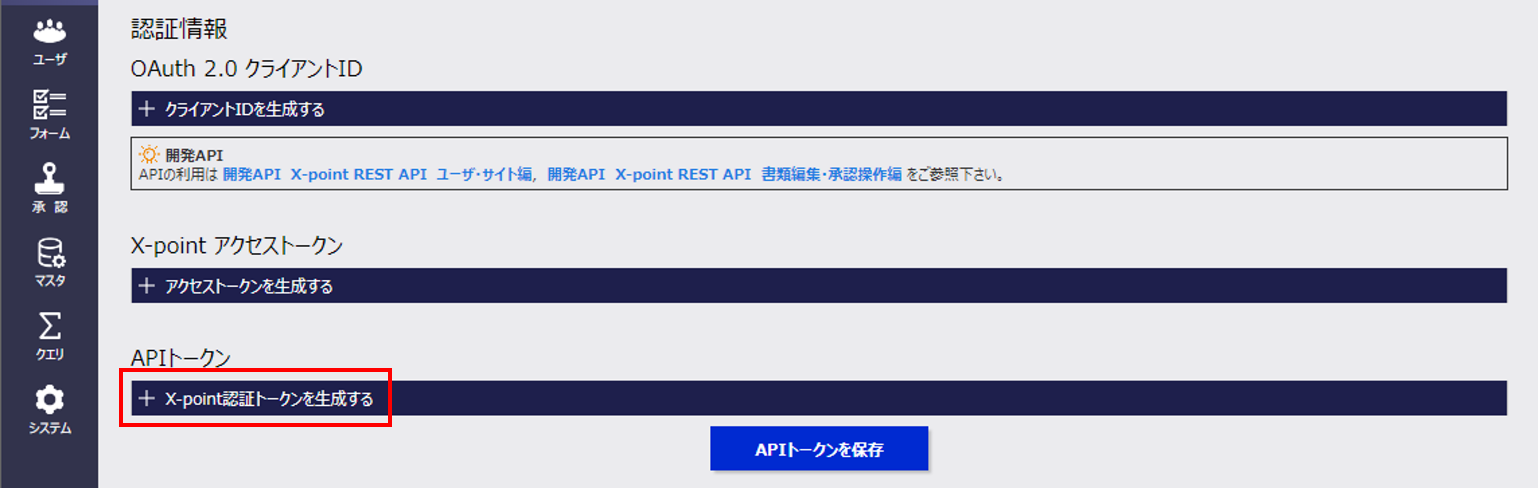 ユーザ
フォーム
承 認
マスタ
クエリ
システム
認証情報
OAuth 2.0 クライアントID
+ クライアントIDを生成する
開発API
APIの利用は 開発API X-point REST API ユーザ・サイト編, 開発API X-point REST API 書類編集・承認操作編 をご参照下さい。
X-point アクセストークン
+ アクセストークンを生成する
APIトークン
+ X-point認証トークンを生成する
APIトークンを保存